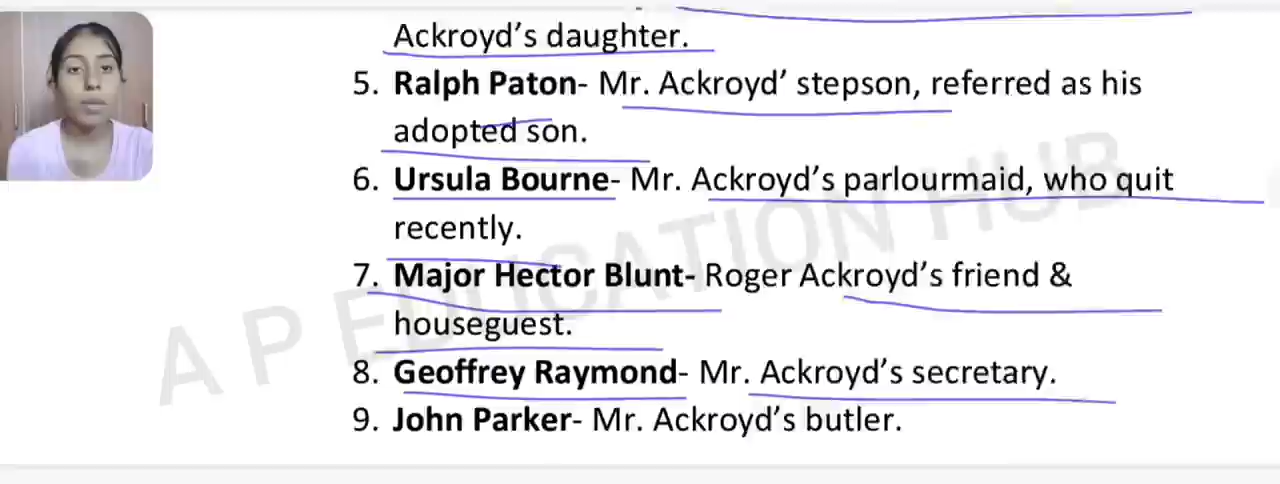 Ackroyd's daughter.
5. Ralph Paton- Mr. Ackroyd' stepson, referred as his
adopted son.
6. Ursula Bourne- Mr. Ackroyd's parlourmaid, who quit
recently.
7. Major Hector Blunt- Roger Ackroyd's friend &
houseguest.
8. Geoffrey Raymond- Mr. Ackroyd's secretary.
9. John Parker- Mr. Ackroyd's butler.
A P EDUCATION HUB